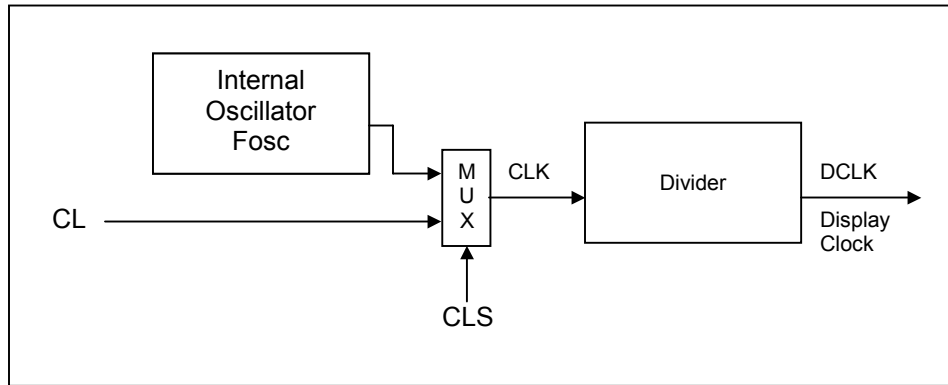 Internal
Oscillator
Fosc
CL
M
U
X
CLS
CLK
Divider
DCLK
Display
Clock